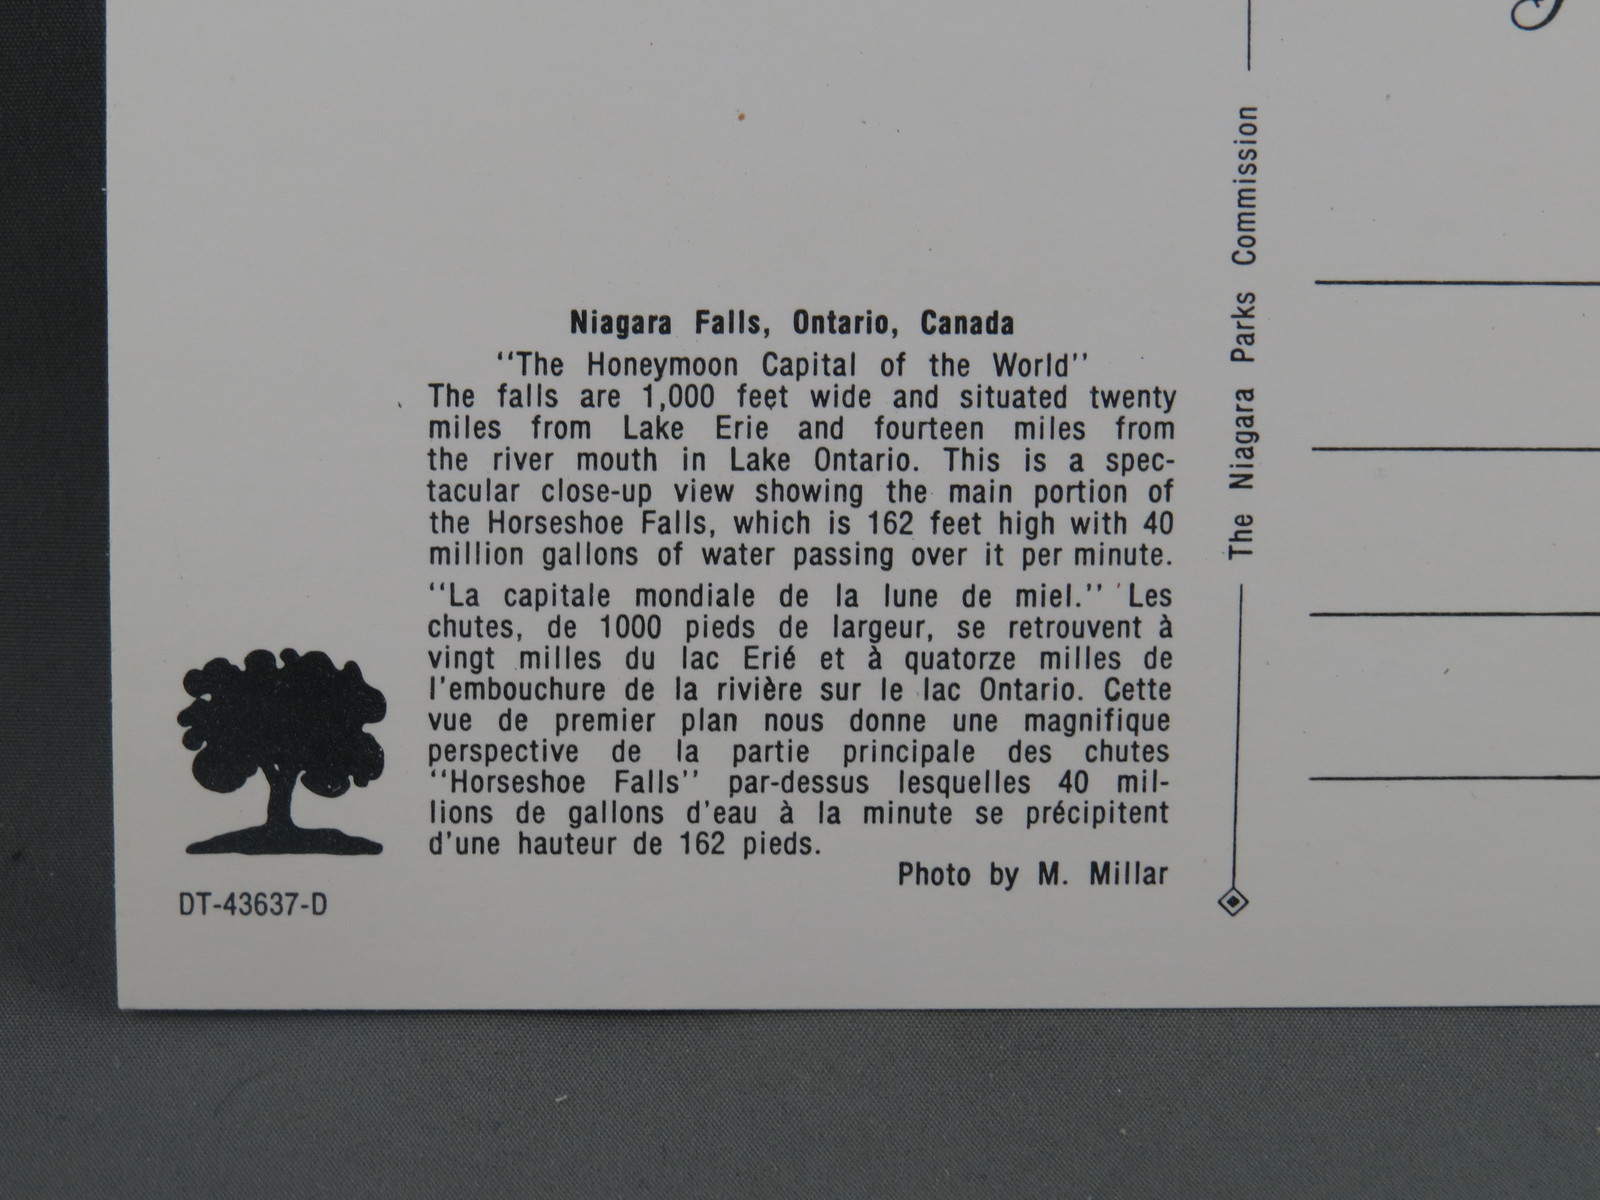 Niagara Falls, Ontario, Canada
"The Honeymoon Capital of the World"
The falls are 1,000 feet wide and situated twenty
miles from Lake Erie and fourteen miles from
the river mouth in Lake Ontario. This is a spec-
tacular close-up view showing the main portion of
the Horseshoe Falls, which is 162 feet high with 40
million gallons of water passing over it per minute.
"La capitale mondiale de la lune de miel." Les
chutes, de 1000 pieds de largeur, se retrouvent à
vingt milles du lac Erié et à quatorze milles de
l'embouchure de la rivière sur le lac Ontario. Cette
vue de premier plan nous donne une magnifique
perspective de la partie principale des chutes
"Horseshoe Falls" par-dessus lesquelles 40 mil-
lions de gallons d'eau à la minute se précipitent
d'une hauteur de 162 pieds.
Photo by M. Millar
DT-43637-D
The Niagara Parks Commission